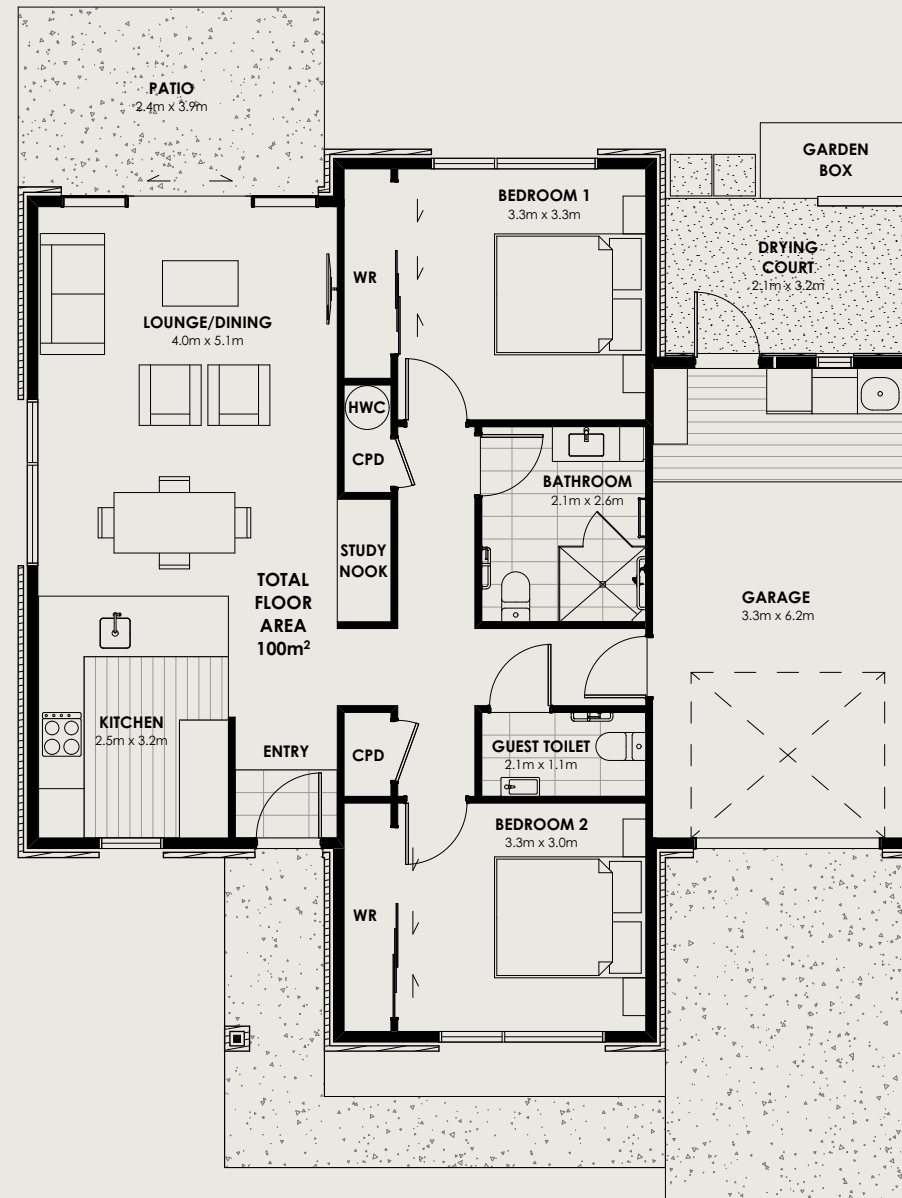 PATIO
2.4m x 3.9m
GARDEN
BOX
BEDROOM 1
3.3m x 3.3m
DRYING
COURT
2.1m x 3.2m
WR
LOUNGE/DINING
4.0m x 5.1m
HWC
CPD
BATHROOM
2.1m x 2.6m
STUDY
NOOK
TOTAL
FLOOR
AREA
100m²
GARAGE
3.3m x 6.2m
KITCHEN
2.5m x 3.2m
ENTRY
CPD
GUEST TOILET
2.1m x 1.1m
BEDROOM 2
3.3m x 3.0m
WR